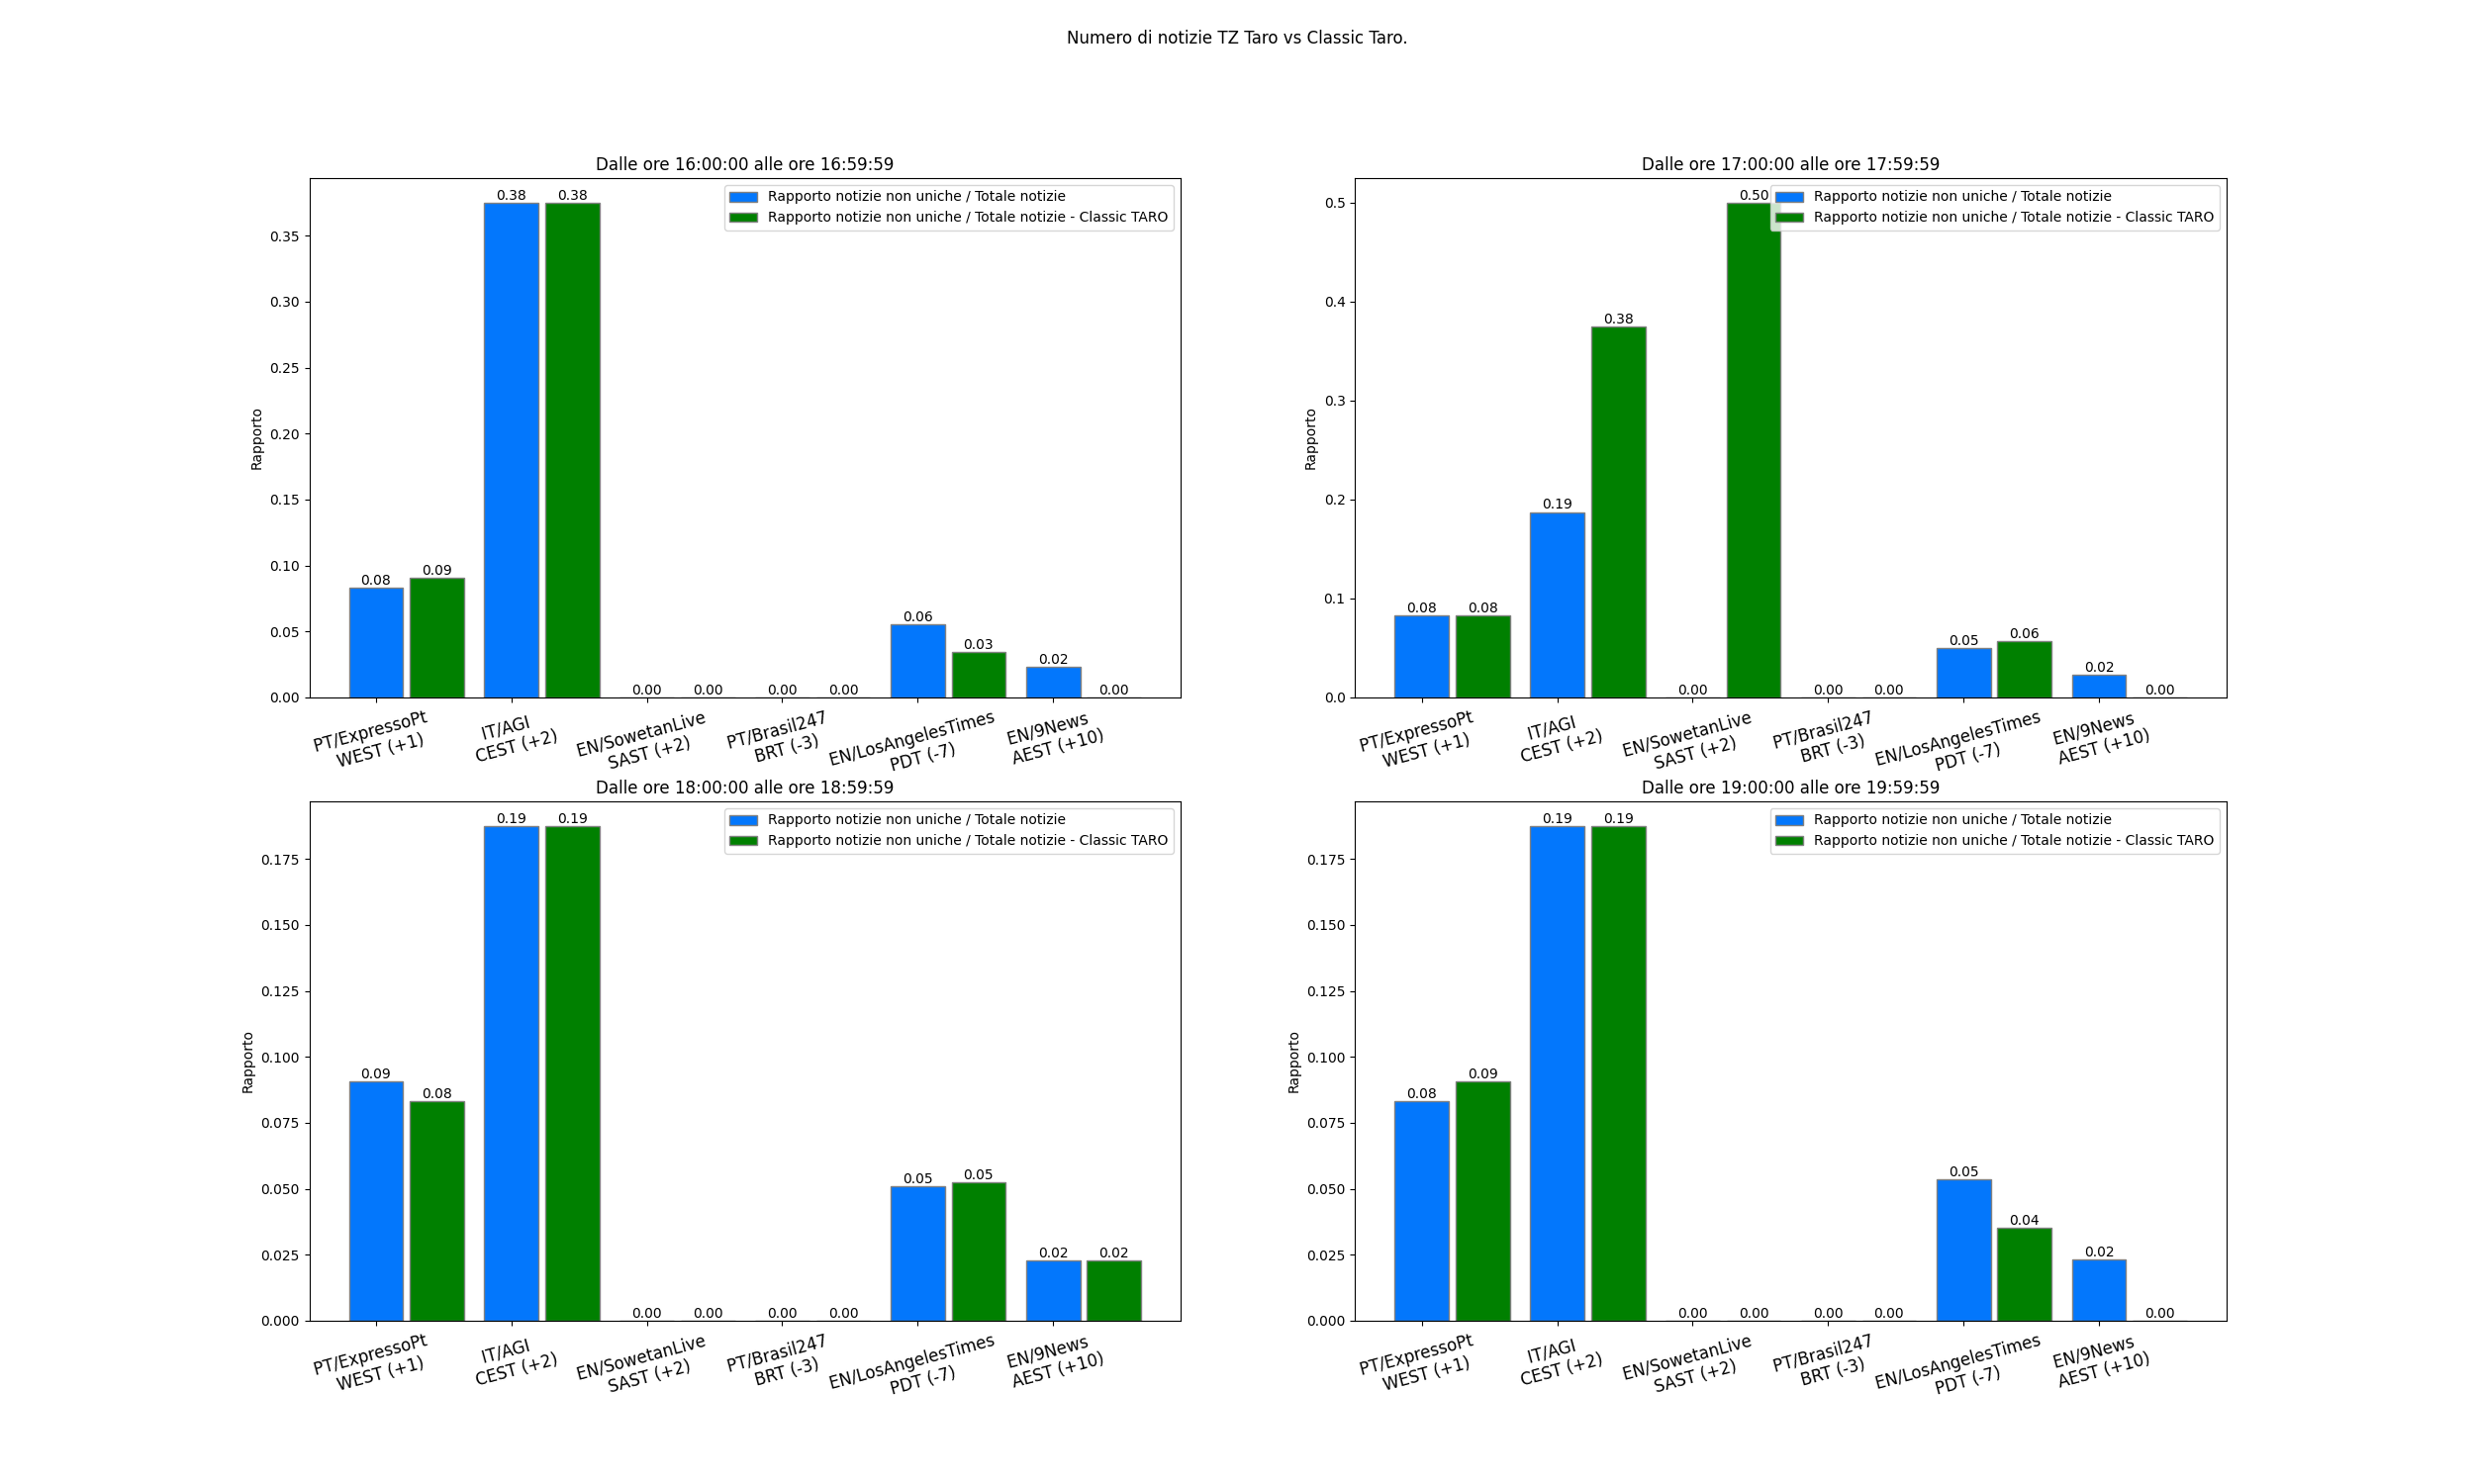 Numero di notizie TZ Taro vs Classic Taro.
Dalle ore 16:00:00 alle ore 16:59:59
Rapporto notizie non uniche / Totale notizie
Rapporto notizie non uniche / Totale notizie - Classic TARO
Rapporto
0.35
0.30
0.25
0.20
0.15
0.10
0.05
0.00
0.08
0.09
0.38
0.38
0.00
0.00
0.00
0.00
0.06
0.03
0.02
0.00
PT/ExpressoPt
WEST (+1)
IT/AGI
CEST (+2)
EN/SowetanLive
SAST (+2)
PT/Brasil247
BRT (-3)
EN/LosAngelesTimes
PDT (-7)
EN/9News
AEST (+10)
Dalle ore 17:00:00 alle ore 17:59:59
Rapporto notizie non uniche / Totale notizie
Rapporto notizie non uniche / Totale notizie - Classic TARO
Rapporto
0.5
0.4
0.3
0.2
0.1
0.0
0.08
0.08
0.19
0.38
0.00
0.50
0.00
0.00
0.05
0.06
0.02
0.00
PT/ExpressoPt
WEST (+1)
IT/AGI
CEST (+2)
EN/SowetanLive
SAST (+2)
PT/Brasil247
BRT (-3)
EN/LosAngelesTimes
PDT (-7)
EN/9News
AEST (+10)
Dalle ore 18:00:00 alle ore 18:59:59
Rapporto notizie non uniche / Totale notizie
Rapporto notizie non uniche / Totale notizie - Classic TARO
Rapporto
0.175
0.150
0.125
0.100
0.075
0.050
0.025
0.000
0.09
0.08
0.19
0.19
0.00
0.00
0.00
0.00
0.05
0.05
0.02
0.02
PT/ExpressoPt
WEST (+1)
IT/AGI
CEST (+2)
EN/SowetanLive
SAST (+2)
PT/Brasil247
BRT (-3)
EN/LosAngelesTimes
PDT (-7)
EN/9News
AEST (+10)
Dalle ore 19:00:00 alle ore 19:59:59
Rapporto notizie non uniche / Totale notizie
Rapporto notizie non uniche / Totale notizie - Classic TARO
Rapporto
0.175
0.150
0.125
0.100
0.075
0.050
0.025
0.000
0.08
0.09
0.19
0.19
0.00
0.00
0.00
0.00
0.05
0.04
0.02
0.00
PT/ExpressoPt
WEST (+1)
IT/AGI
CEST (+2)
EN/SowetanLive
SAST (+2)
PT/Brasil247
BRT (-3)
EN/LosAngelesTimes
PDT (-7)
EN/9News
AEST (+10)